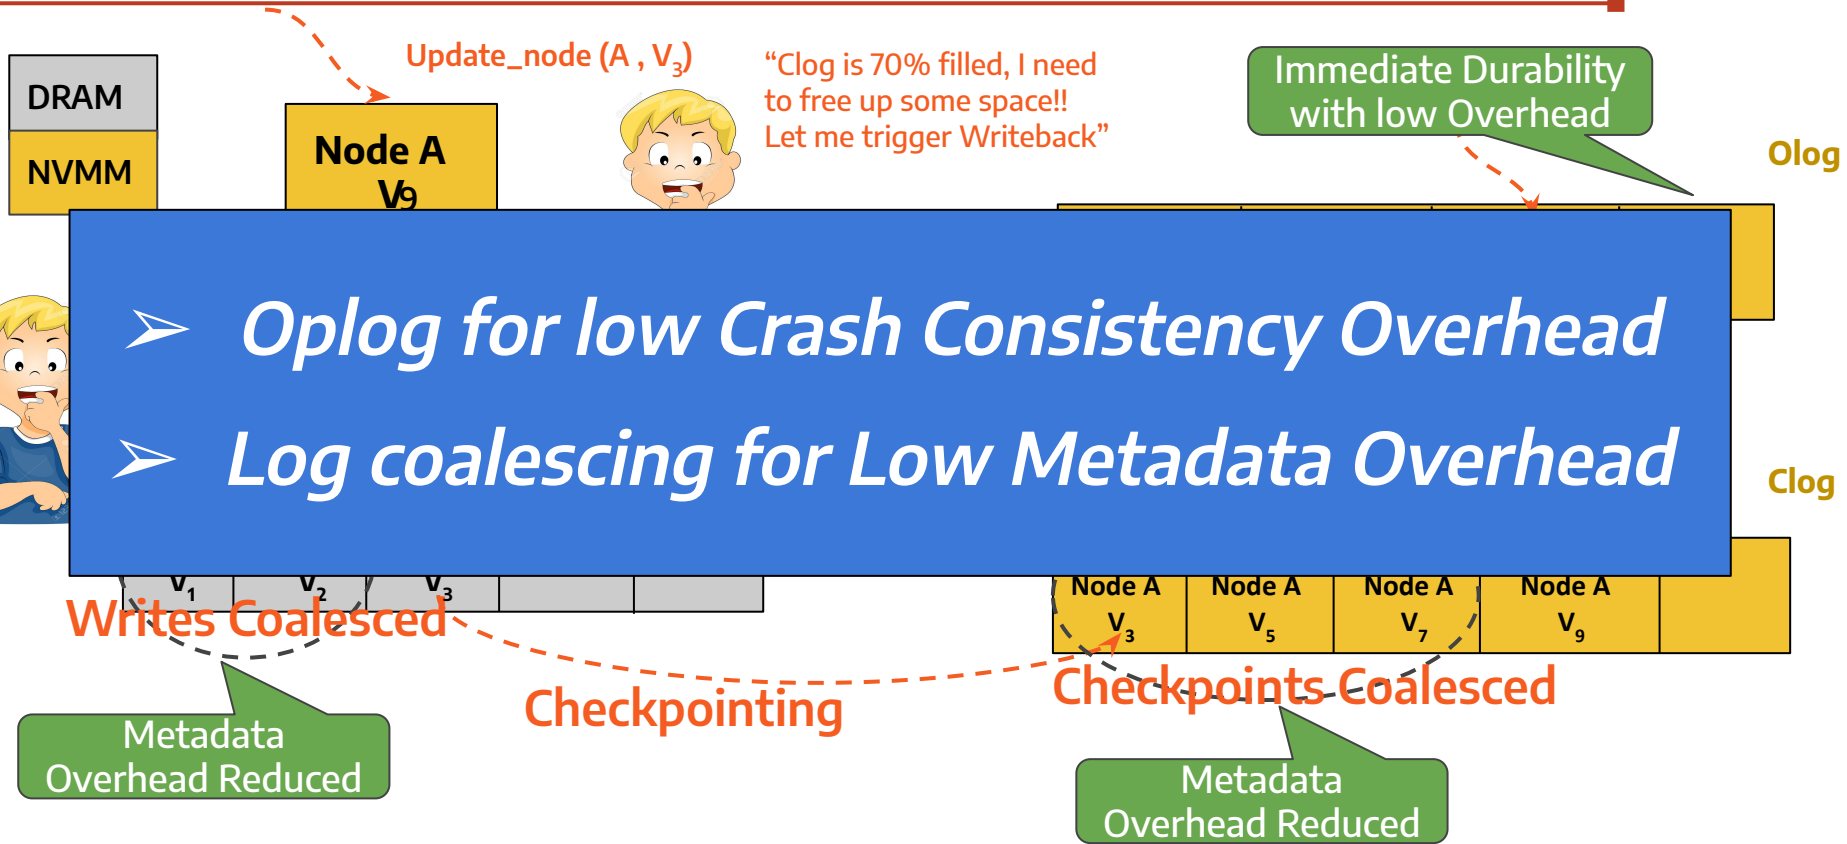 Update_node (A , V3)
“Clog is 70% filled, I need
to free up some space!!
Let me trigger Writeback”
Immediate Durability
with low Overhead
DRAM
NVMM
Node A
V9
Olog
➢ Oplog for low Crash Consistency Overhead
➢ Log coalescing for Low Metadata Overhead
Clog
V1 V2 V3
Writes Coalesced
Node A Node A Node A Node A
V3 V5 V7 V9
Checkpointing
Checkpoints Coalesced
Metadata
Overhead Reduced
Metadata
Overhead Reduced